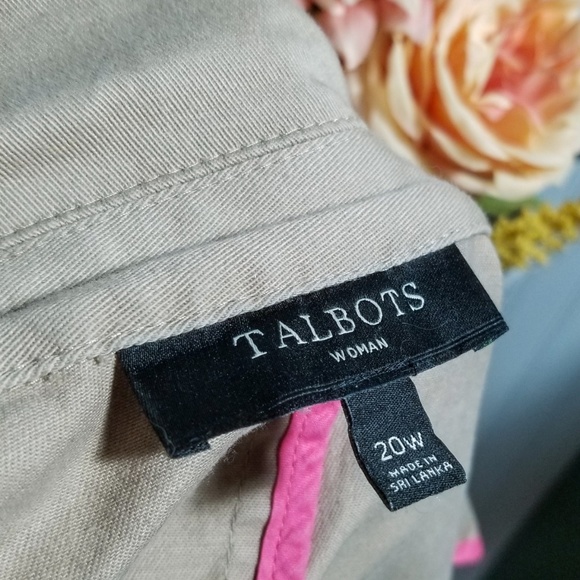 TALBOTS
WOMAN
20W
MADE IN
SRI LANKA